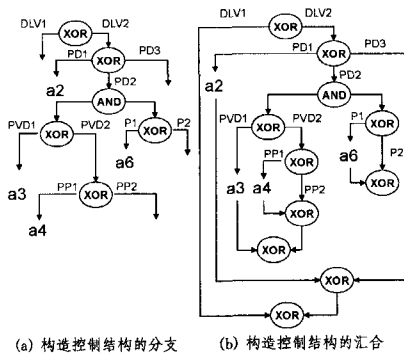 DLV1 XOR DLV2
PD1 XOR PD3
a2 PD2
AND
PVD1 XOR PVD2 P1 XOR P2
a3 a6
PP1 XOR PP2
a4
(a) 构造控制结构的分支
DLV1 XOR DLV2
PD1 XOR PD3
a2 PD2
AND
PVD1 XOR PVD2 P1 XOR
PP1 XOR a6 P2
a3 a4 PP2 XOR
XOR
XOR
XOR
XOR
(b) 构造控制结构的汇合